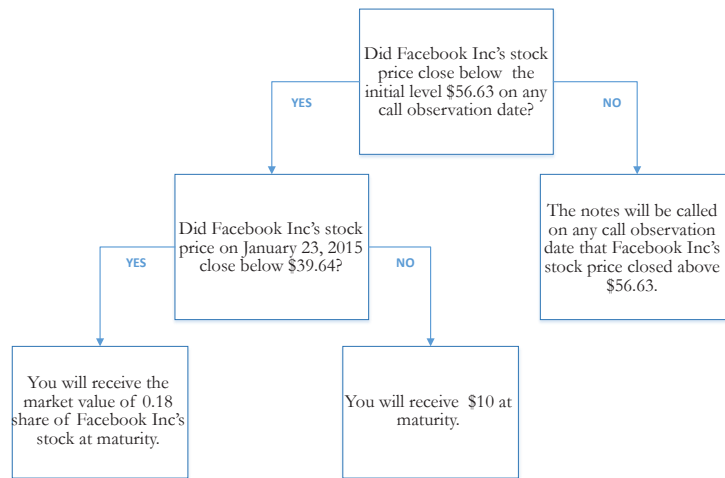 Did Facebook Inc's stock
price close below the
initial level $56.63 on any
call observation date?
YES
NO
Did Facebook Inc's stock
price on January 23, 2015
close below $39.64?
The notes will be called
on any call observation
date that Facebook Inc's
stock price closed above
$56.63.
YES
NO
You will receive the
market value of 0.18
share of Facebook Inc's
stock at maturity.
You will receive $10 at
maturity.